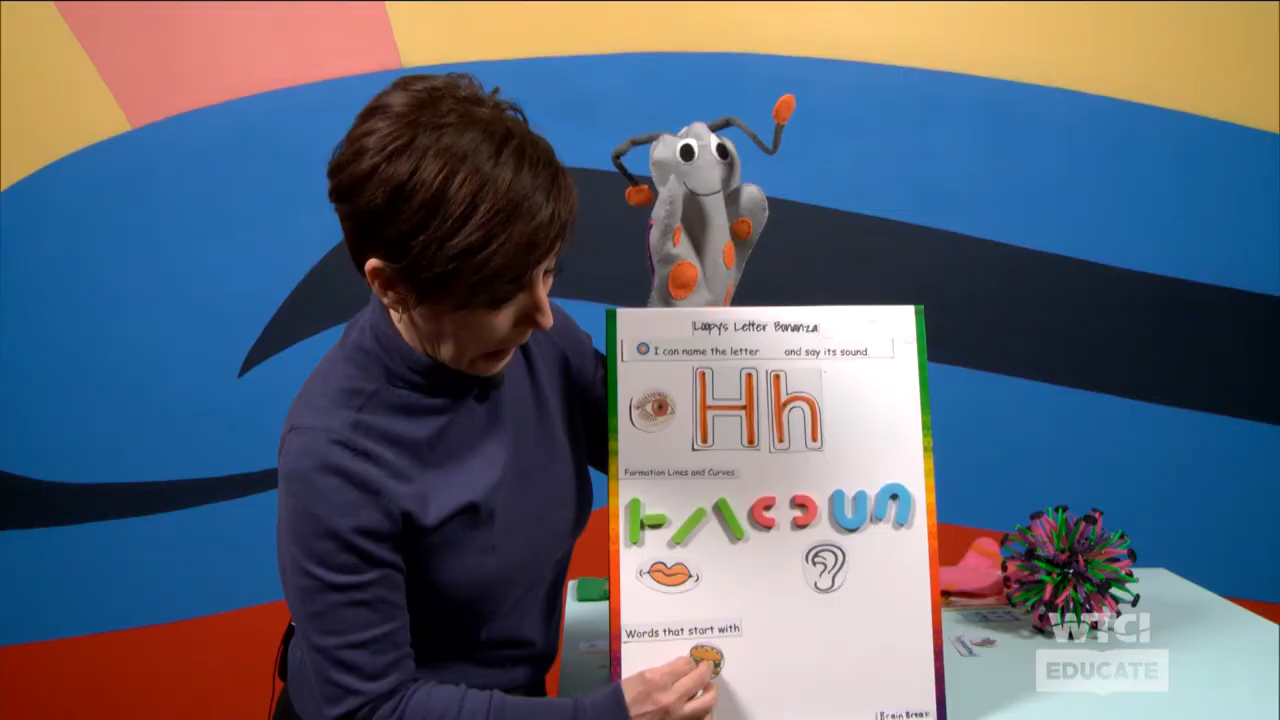 Loopy's Letter Bonanza
I can name the letter and say its sound.
Hh
Formation Lines and Curves
Words that start with
Brain Break
WTCI
EDUCATE